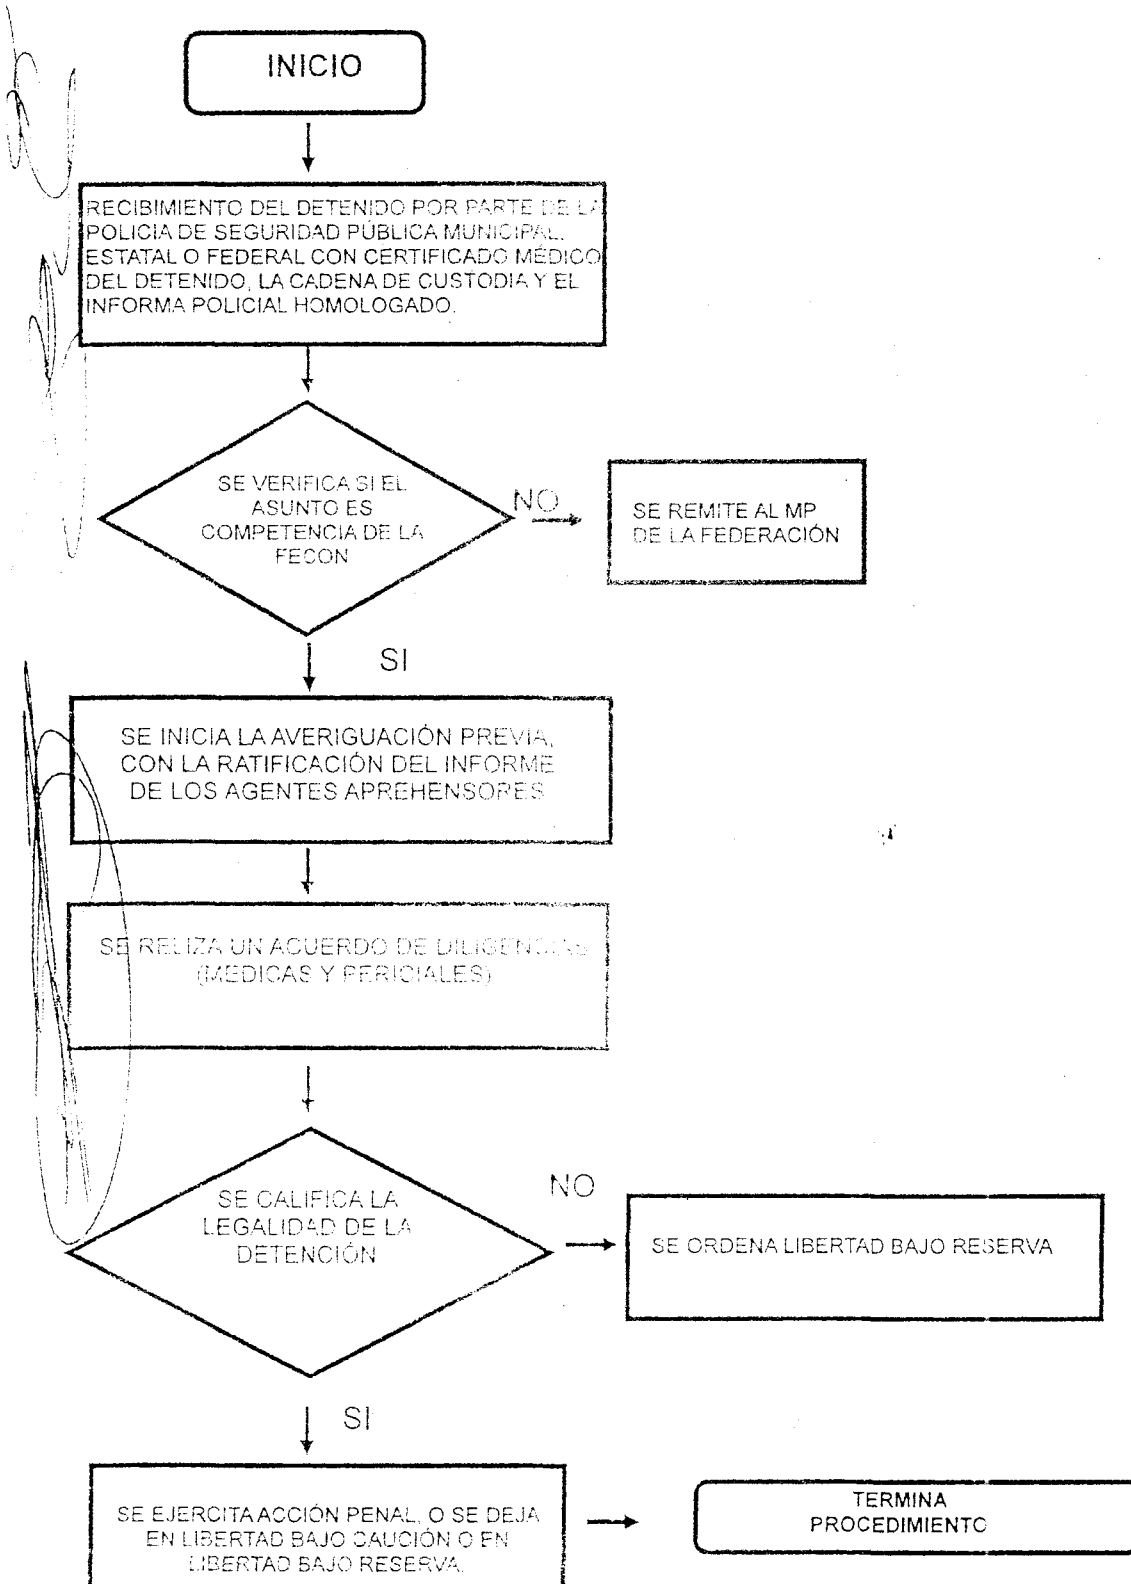 INICIO
RECIBIMIENTO DEL DETENIDO POR PARTE DE LA
POLICIA DE SEGURIDAD PÚBLICA MUNICIPAL,
ESTATAL O FEDERAL CON CERTIFICADO MÉDICO
DEL DETENIDO, LA CADENA DE CUSTODIA Y EL
INFORMA POLICIAL HOMOLOGADO.
SE VERIFICA SI EL
ASUNTO ES
COMPETENCIA DE LA
FECON
NO
SE REMITE AL MP
DE LA FEDERACIÓN
SI
SE INICIA LA AVERIGUACIÓN PREVIA,
CON LA RATIFICACIÓN DEL INFORME
DE LOS AGENTES APREHENSORES
SE RELIZA UN ACUERDO DE DILIGENCIAS
(MEDICAS Y PERICIALES)
SE CALIFICA LA
LEGALIDAD DE LA
DETENCIÓN
NO
SE ORDENA LIBERTAD BAJO RESERVA
SI
SE EJERCITA ACCIÓN PENAL, O SE DEJA
EN LIBERTAD BAJO CAUCIÓN O EN
LIBERTAD BAJO RESERVA.
TERMINA
PROCEDIMIENTO